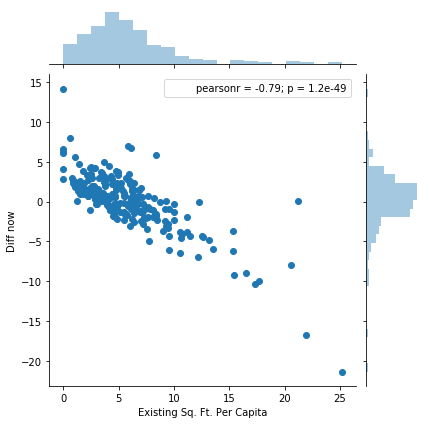 pearsonr = -0.79; p = 1.2e-49
15
10
5
0
−5
−10
−15
−20
Diff now
0 5 10 15 20 25
Existing Sq. Ft. Per Capita